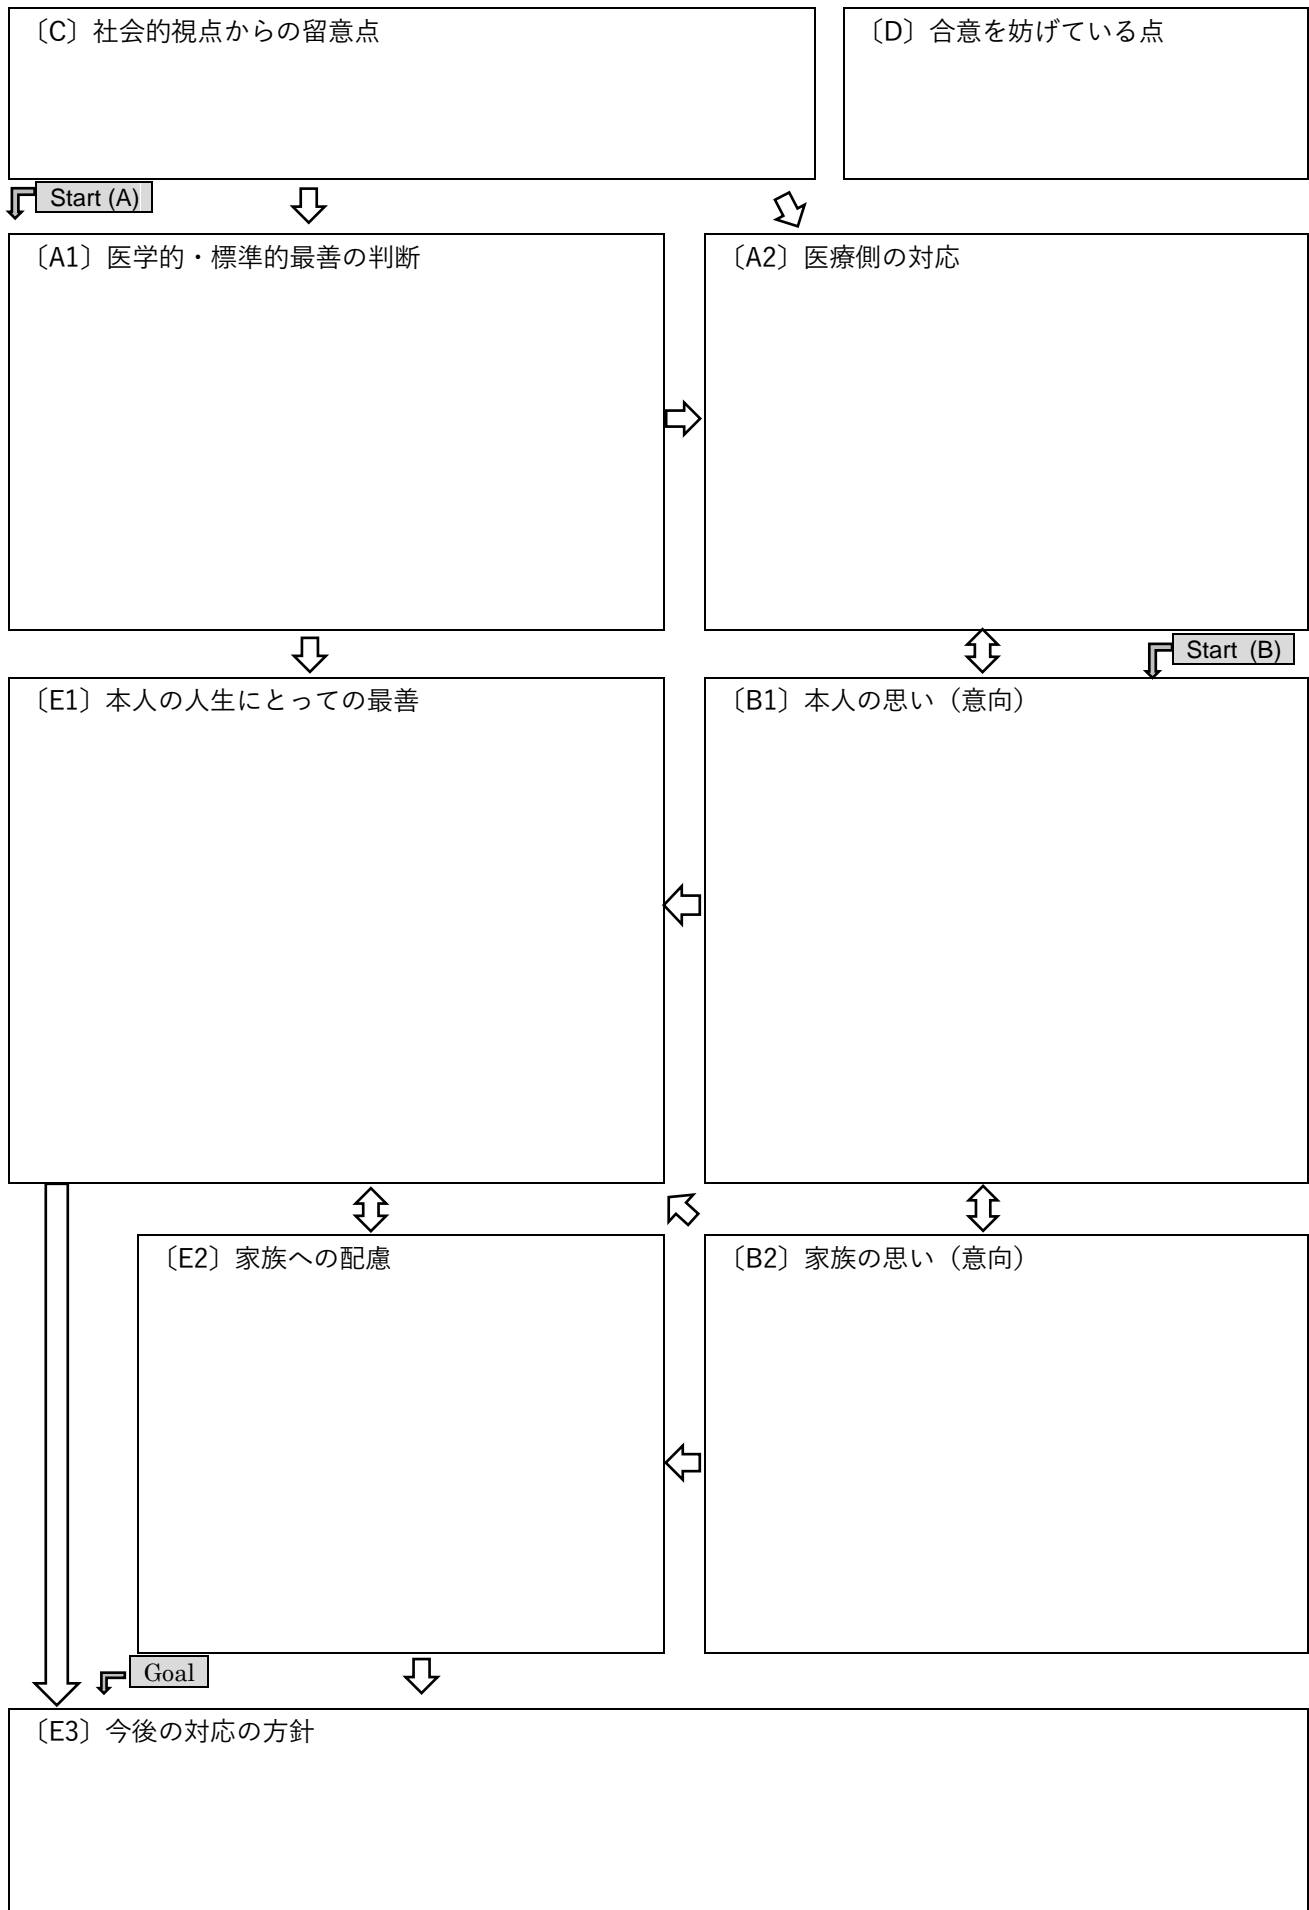 〔C〕社会的視点からの留意点
〔D〕合意を妨げている点
Start (A)
〔A1〕医学的・標準的最善の判断
〔A2〕医療側の対応
Start (B)
〔E1〕本人の人生にとっての最善
〔B1〕本人の思い（意向）
〔E2〕家族への配慮
〔B2〕家族の思い（意向）
Goal
〔E3〕今後の対応の方針